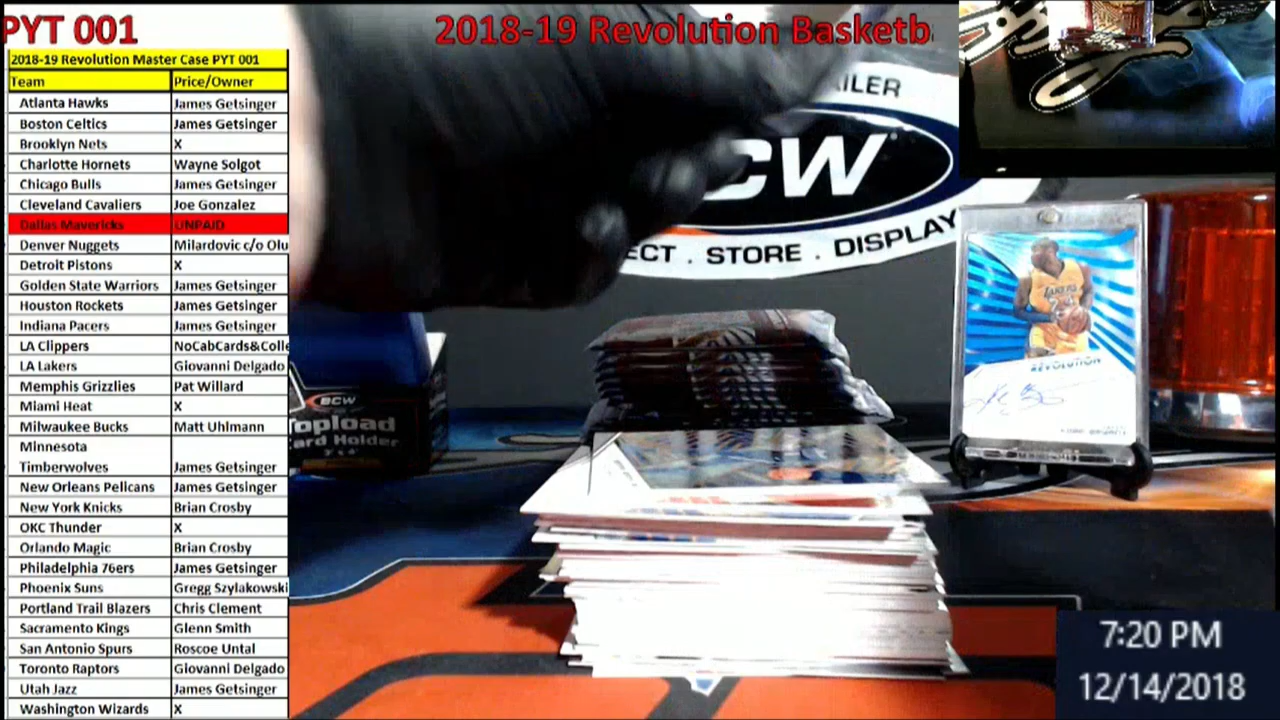 PYT 001
2018-19 Revolution Basketb
2018-19 Revolution Master Case PYT 001
Team Price/Owner
Atlanta Hawks James Getsinger
Boston Celtics James Getsinger
Brooklyn Nets X
Charlotte Hornets Wayne Solgot
Chicago Bulls James Getsinger
Cleveland Cavaliers Joe Gonzalez
Dallas Mavericks UNPAID
Denver Nuggets Milardovic c/o Olu
Detroit Pistons X
Golden State Warriors James Getsinger
Houston Rockets James Getsinger
Indiana Pacers James Getsinger
LA Clippers NoCabCards&Colle
LA Lakers Giovanni Delgado
Memphis Grizzlies Pat Willard
Miami Heat X
Milwaukee Bucks Matt Uhlmann
Minnesota
Timberwolves James Getsinger
New Orleans Pelicans James Getsinger
New York Knicks Brian Crosby
OKC Thunder X
Orlando Magic Brian Crosby
Philadelphia 76ers James Getsinger
Phoenix Suns Gregg Szylakowski
Portland Trail Blazers Chris Clement
Sacramento Kings Glenn Smith
San Antonio Spurs Roscoe Untal
Toronto Raptors Giovanni Delgado
Utah Jazz James Getsinger
Washington Wizards X
AILER
CW
ECT . STORE . DISPLAY
BCW
Topload
ard Holder
LAKERS
24
REVOLUTION
7:20 PM
12/14/2018